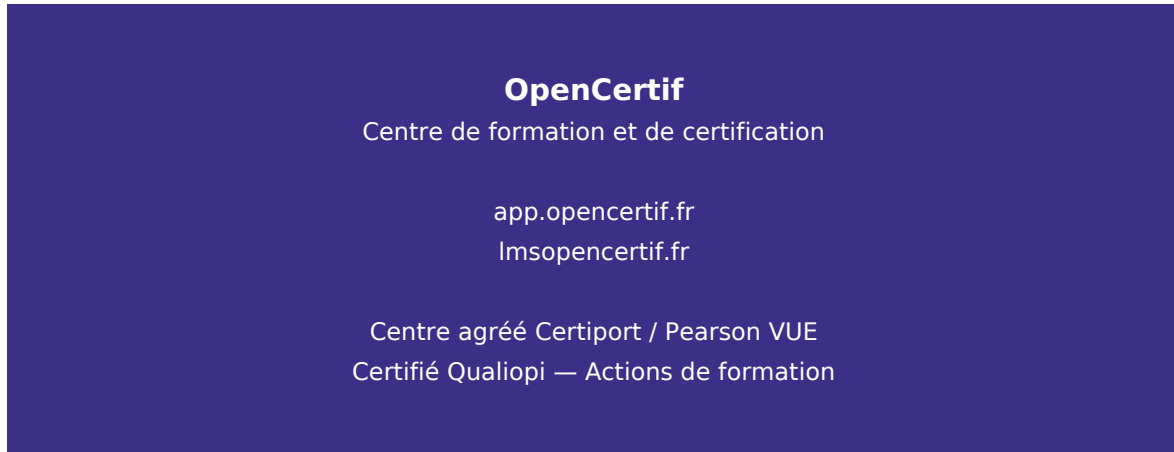 OpenCertif
Centre de formation et de certification
app.opencertif.fr
lmsopencertif.fr
Centre agréé Certiport / Pearson VUE
Certifié Qualiopi — Actions de formation